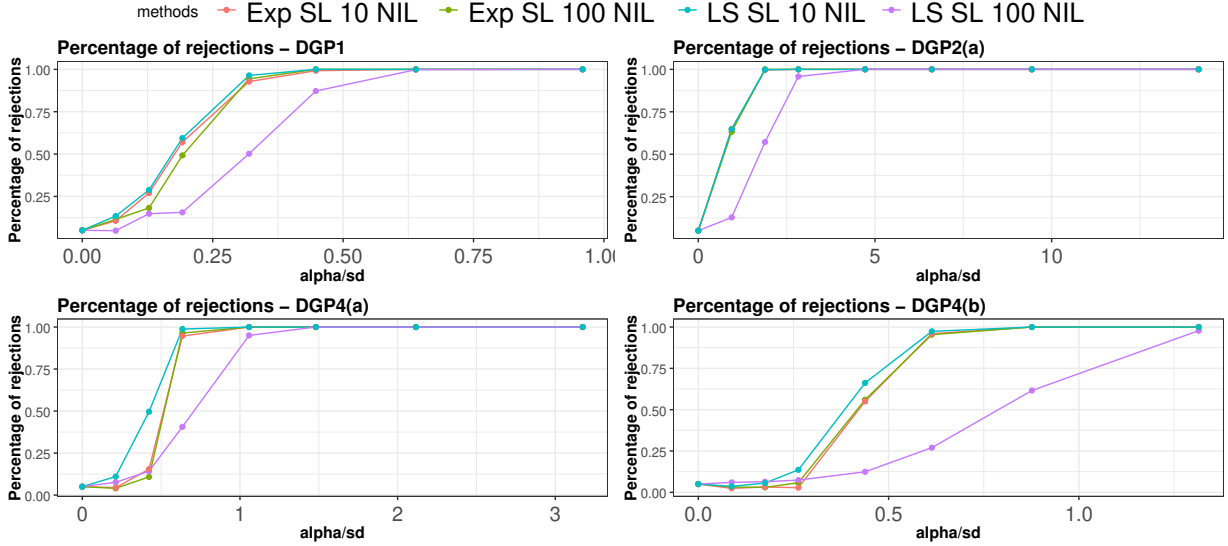 methods Exp SL 10 NIL Exp SL 100 NIL LS SL 10 NIL LS SL 100 NIL
Percentage of rejections – DGP1
Percentage of rejections
1.00
0.75
0.50
0.25
0.00 0.25 0.50 0.75 1.00
alpha/sd
Percentage of rejections – DGP2(a)
Percentage of rejections
1.00
0.75
0.50
0.25
0 5 10
alpha/sd
Percentage of rejections – DGP4(a)
Percentage of rejections
1.00
0.75
0.50
0.25
0.00
0 1 2 3
alpha/sd
Percentage of rejections – DGP4(b)
Percentage of rejections
1.00
0.75
0.50
0.25
0.00
0.0 0.5 1.0
alpha/sd